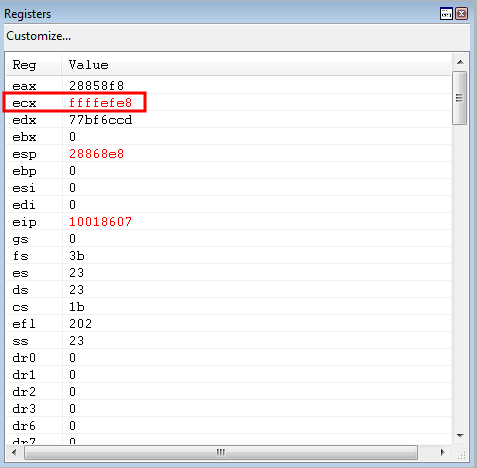 Registers
Customize...
Reg Value
eax 28858f8
ecx ffffefe8
edx 77bf6ccd
ebx 0
esp 28868e8
ebp 0
esi 0
edi 0
eip 10018607
gs 0
fs 3b
es 23
ds 23
cs 1b
efl 202
ss 23
dr0 0
dr1 0
dr2 0
dr3 0
dr6 0
dr7 0